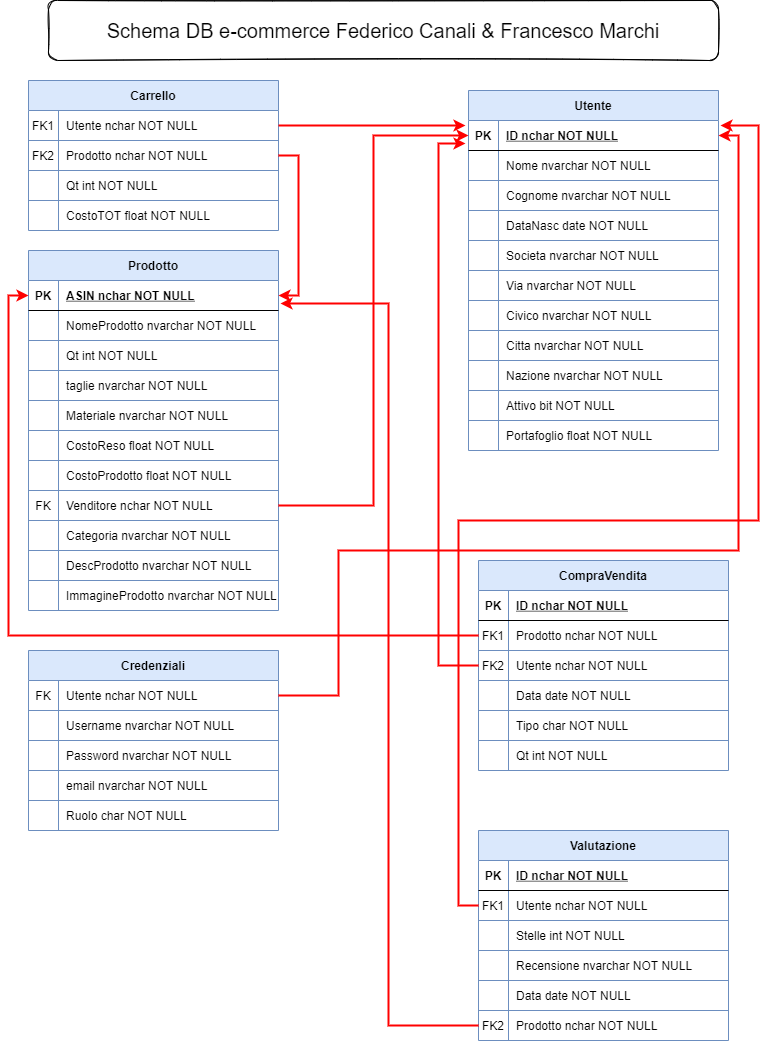 Schema DB e-commerce Federico Canali & Francesco Marchi
Carrello
FK1 Utente nchar NOT NULL
FK2 Prodotto nchar NOT NULL
Qt int NOT NULL
CostoTOT float NOT NULL
Prodotto
PK ASIN nchar NOT NULL
NomeProdotto nvarchar NOT NULL
Qt int NOT NULL
taglie nvarchar NOT NULL
Materiale nvarchar NOT NULL
CostoReso float NOT NULL
CostoProdotto float NOT NULL
FK Venditore nchar NOT NULL
Categoria nvarchar NOT NULL
DescProdotto nvarchar NOT NULL
ImmagineProdotto nvarchar NOT NULL
Credenziali
FK Utente nchar NOT NULL
Username nvarchar NOT NULL
Password nvarchar NOT NULL
email nvarchar NOT NULL
Ruolo char NOT NULL
Utente
PK ID nchar NOT NULL
Nome nvarchar NOT NULL
Cognome nvarchar NOT NULL
DataNasc date NOT NULL
Societa nvarchar NOT NULL
Via nvarchar NOT NULL
Civico nvarchar NOT NULL
Citta nvarchar NOT NULL
Nazione nvarchar NOT NULL
Attivo bit NOT NULL
Portafoglio float NOT NULL
CompraVendita
PK ID nchar NOT NULL
FK1 Prodotto nchar NOT NULL
FK2 Utente nchar NOT NULL
Data date NOT NULL
Tipo char NOT NULL
Qt int NOT NULL
Valutazione
PK ID nchar NOT NULL
FK1 Utente nchar NOT NULL
Stelle int NOT NULL
Recensione nvarchar NOT NULL
Data date NOT NULL
FK2 Prodotto nchar NOT NULL